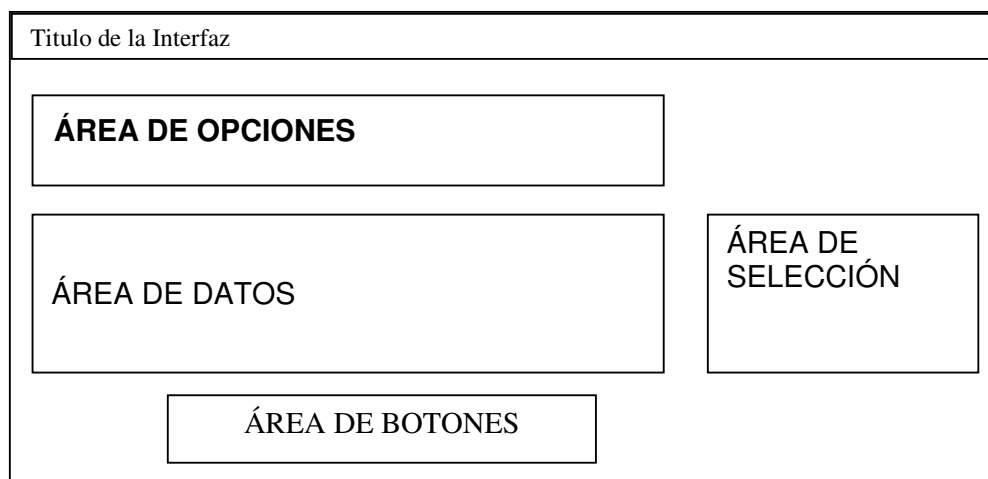 Titulo de la Interfaz
ÁREA DE OPCIONES
ÁREA DE DATOS
ÁREA DE
SELECCIÓN
ÁREA DE BOTONES